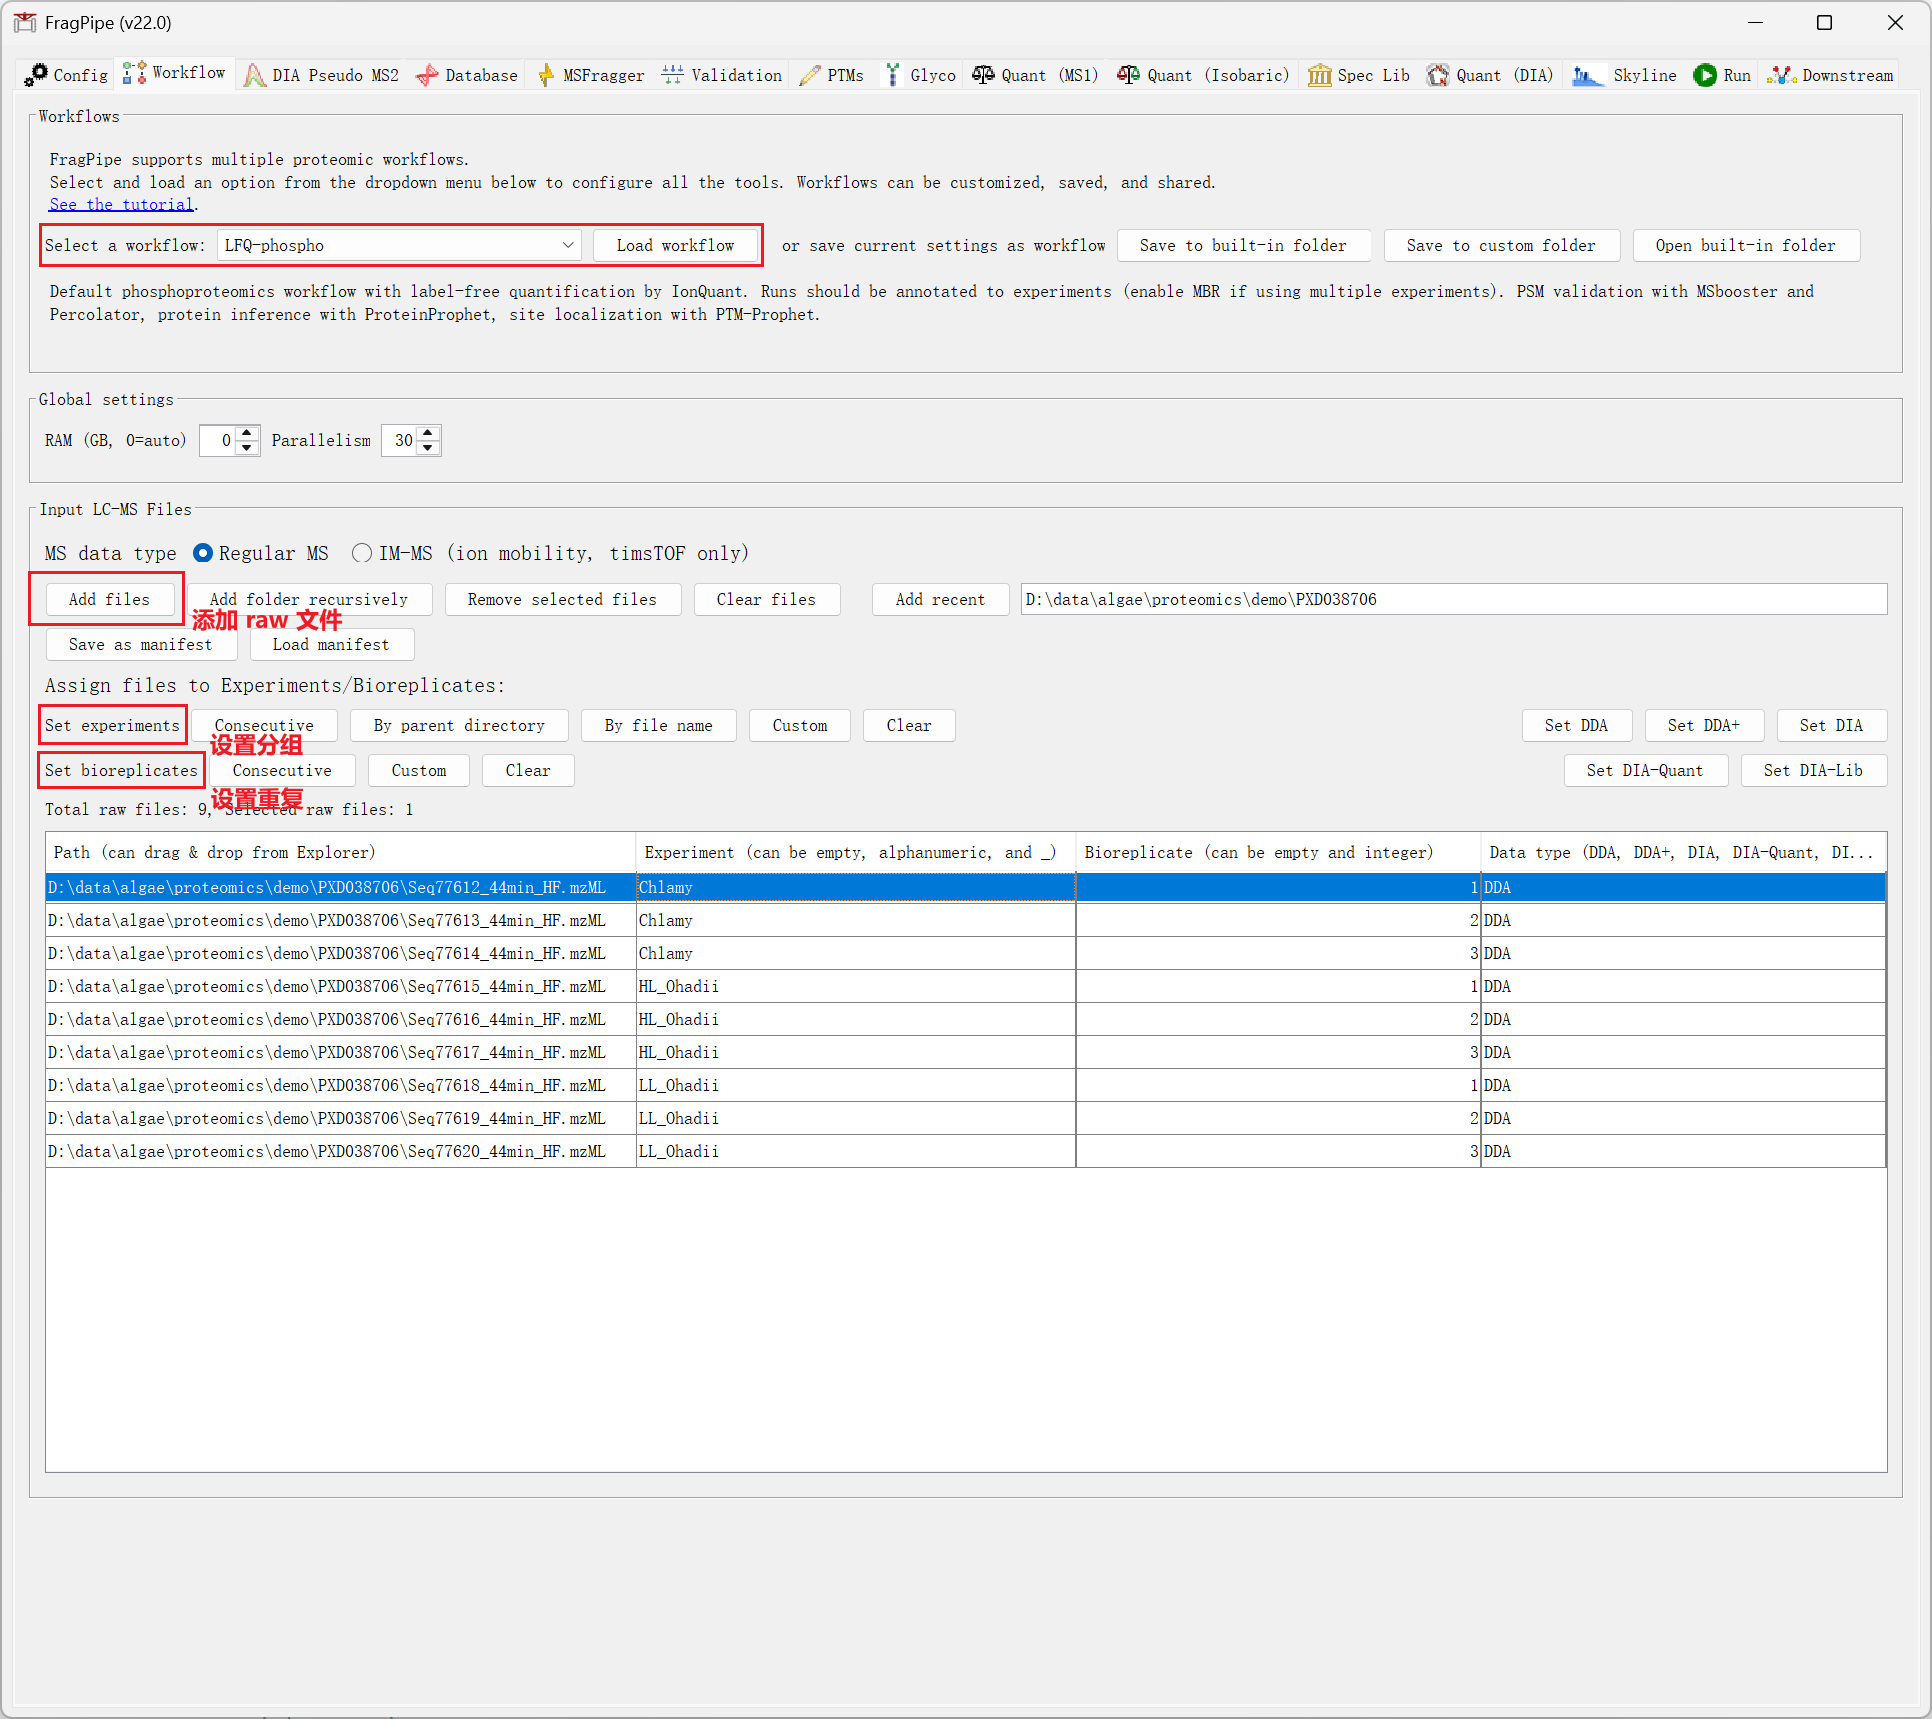 FragPipe (v22.0)
Config Workflow DIA Pseudo MS2 Database MSFragger Validation PTMs Glyco Quant (MS1) Quant (Isobaric) Spec Lib Quant (DIA) Skyline Run Downstream
Workflows
FragPipe supports multiple proteomic workflows.
Select and load an option from the dropdown menu below to configure all the tools. Workflows can be customized, saved, and shared.
See the tutorial.
Select a workflow: LFQ-phospho Load workflow or save current settings as workflow Save to built-in folder Save to custom folder Open built-in folder
Default phosphoproteomics workflow with label-free quantification by IonQuant. Runs should be annotated to experiments (enable MBR if using multiple experiments). PSM validation with MSbooster and
Percolator, protein inference with ProteinProphet, site localization with PTM-Prophet.
Global settings
RAM (GB, 0=auto) 0 Parallelism 30
Input LC-MS Files
MS data type Regular MS IM-MS (ion mobility, timsTOF only)
Add files Add folder recursively Remove selected files Clear files Add recent D:\data\algae\proteomics\demo\PXD038706
添加 raw 文件
Save as manifest Load manifest
Assign files to Experiments/Bioreplicates:
Set experiments Consecutive By parent directory By file name Custom Clear Set DDA Set DDA+ Set DIA
设置分组
Set bioreplicates Consecutive Custom Clear Set DIA-Quant Set DIA-Lib
设置重复
Total raw files: 9, Selected raw files: 1
Path (can drag & drop from Explorer) Experiment (can be empty, alphanumeric, and _) Bioreplicate (can be empty and integer) Data type (DDA, DDA+, DIA, DIA-Quant, DI...
D:\data\algae\proteomics\demo\PXD038706\Seq77612_44min_HF.mzML Chlamy 1 DDA
D:\data\algae\proteomics\demo\PXD038706\Seq77613_44min_HF.mzML Chlamy 2 DDA
D:\data\algae\proteomics\demo\PXD038706\Seq77614_44min_HF.mzML Chlamy 3 DDA
D:\data\algae\proteomics\demo\PXD038706\Seq77615_44min_HF.mzML HL_Ohadii 1 DDA
D:\data\algae\proteomics\demo\PXD038706\Seq77616_44min_HF.mzML HL_Ohadii 2 DDA
D:\data\algae\proteomics\demo\PXD038706\Seq77617_44min_HF.mzML HL_Ohadii 3 DDA
D:\data\algae\proteomics\demo\PXD038706\Seq77618_44min_HF.mzML LL_Ohadii 1 DDA
D:\data\algae\proteomics\demo\PXD038706\Seq77619_44min_HF.mzML LL_Ohadii 2 DDA
D:\data\algae\proteomics\demo\PXD038706\Seq77620_44min_HF.mzML LL_Ohadii 3 DDA